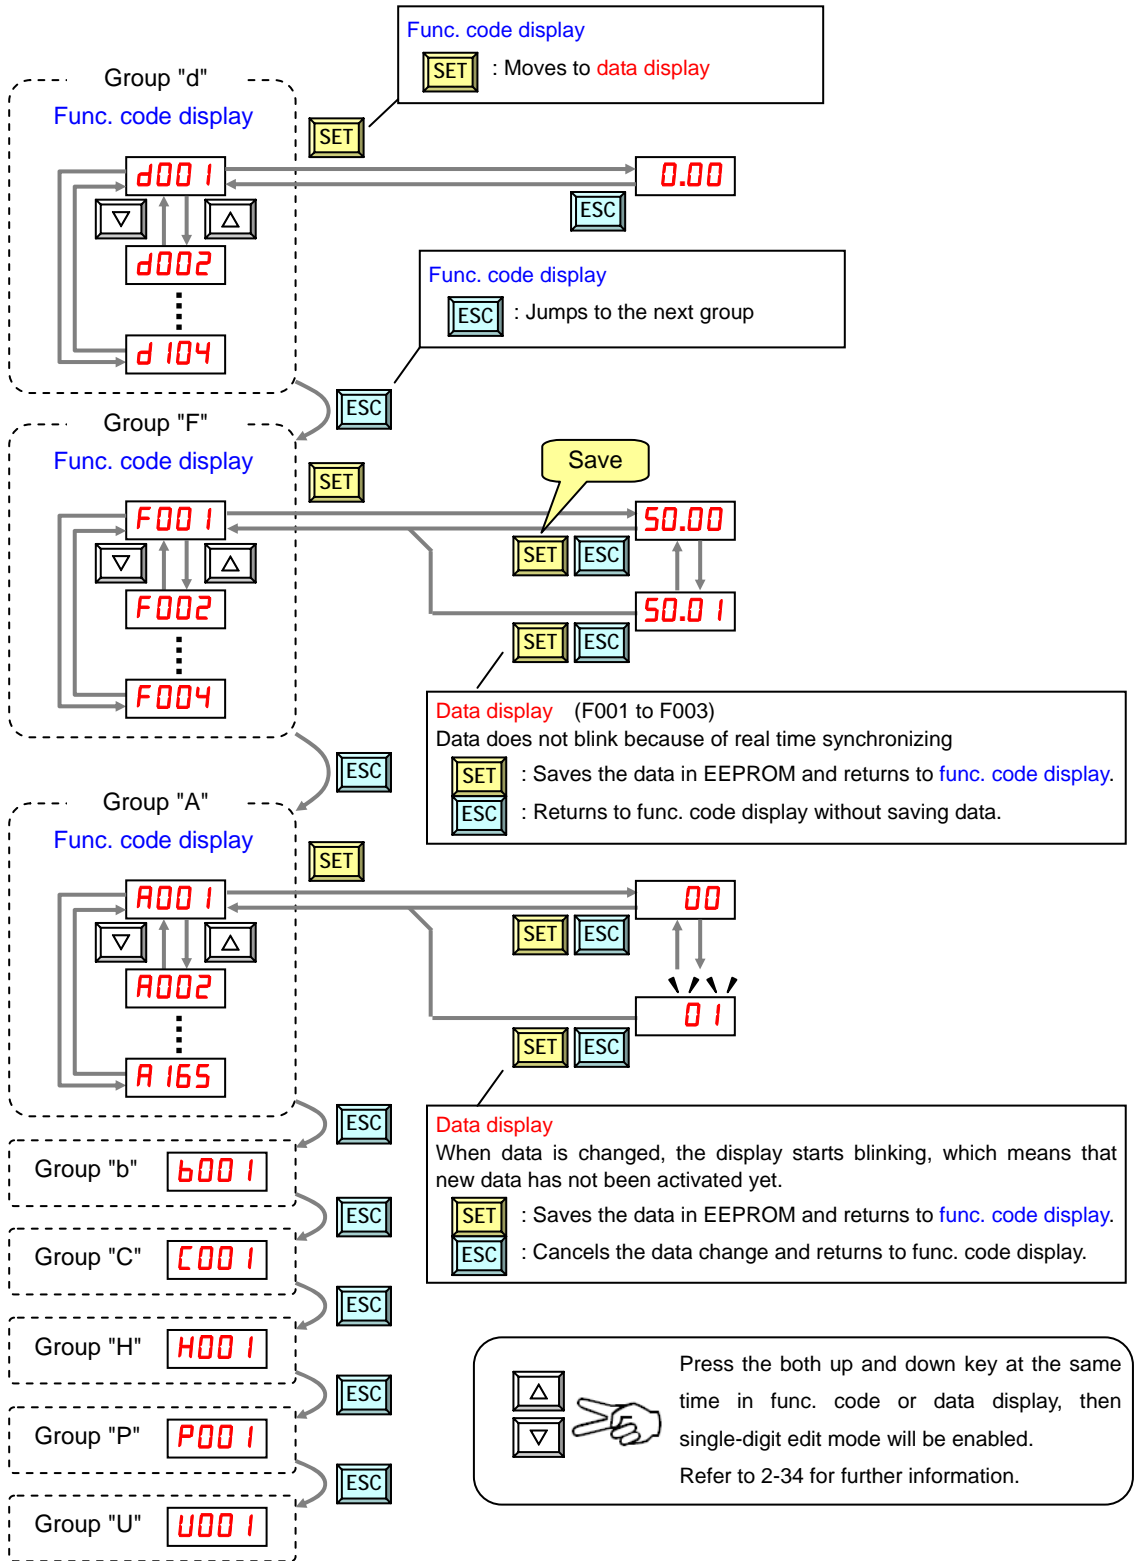 Func. code display
SET : Moves to data display
Group "d"
Func. code display
SET
d001
0.00
ESC
d002
Func. code display
ESC : Jumps to the next group
d104
ESC
Group "F"
Func. code display
Save
SET
F001
50.00
SET ESC
F002
50.01
SET ESC
F004
Data display (F001 to F003)
Data does not blink because of real time synchronizing
SET : Saves the data in EEPROM and returns to func. code display.
ESC : Returns to func. code display without saving data.
ESC
Group "A"
Func. code display
SET
A001
00
SET ESC
A002
01
SET ESC
A165
ESC
Data display
When data is changed, the display starts blinking, which means that
new data has not been activated yet.
SET : Saves the data in EEPROM and returns to func. code display.
ESC : Cancels the data change and returns to func. code display.
Group "b" b001
ESC
Group "C" C001
ESC
Group "H" H001
ESC
Group "P" P001
ESC
Group "U" U001
Press the both up and down key at the same
time in func. code or data display, then
single-digit edit mode will be enabled.
Refer to 2-34 for further information.